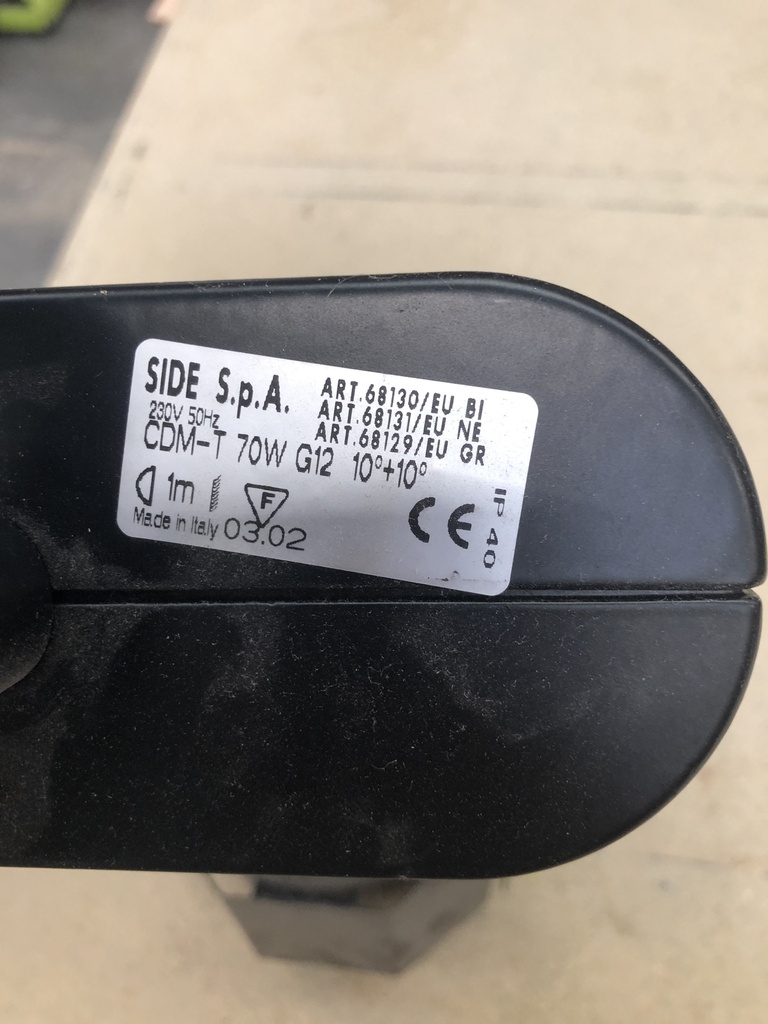 SIDE S.p.A.
ART.68130/EU BI
ART.68131/EU NE
ART.68129/EU GR
230V 50Hz
CDM-T 70W G12 10°+10°
1m
F
Made in Italy 03.02
CE
IP 40